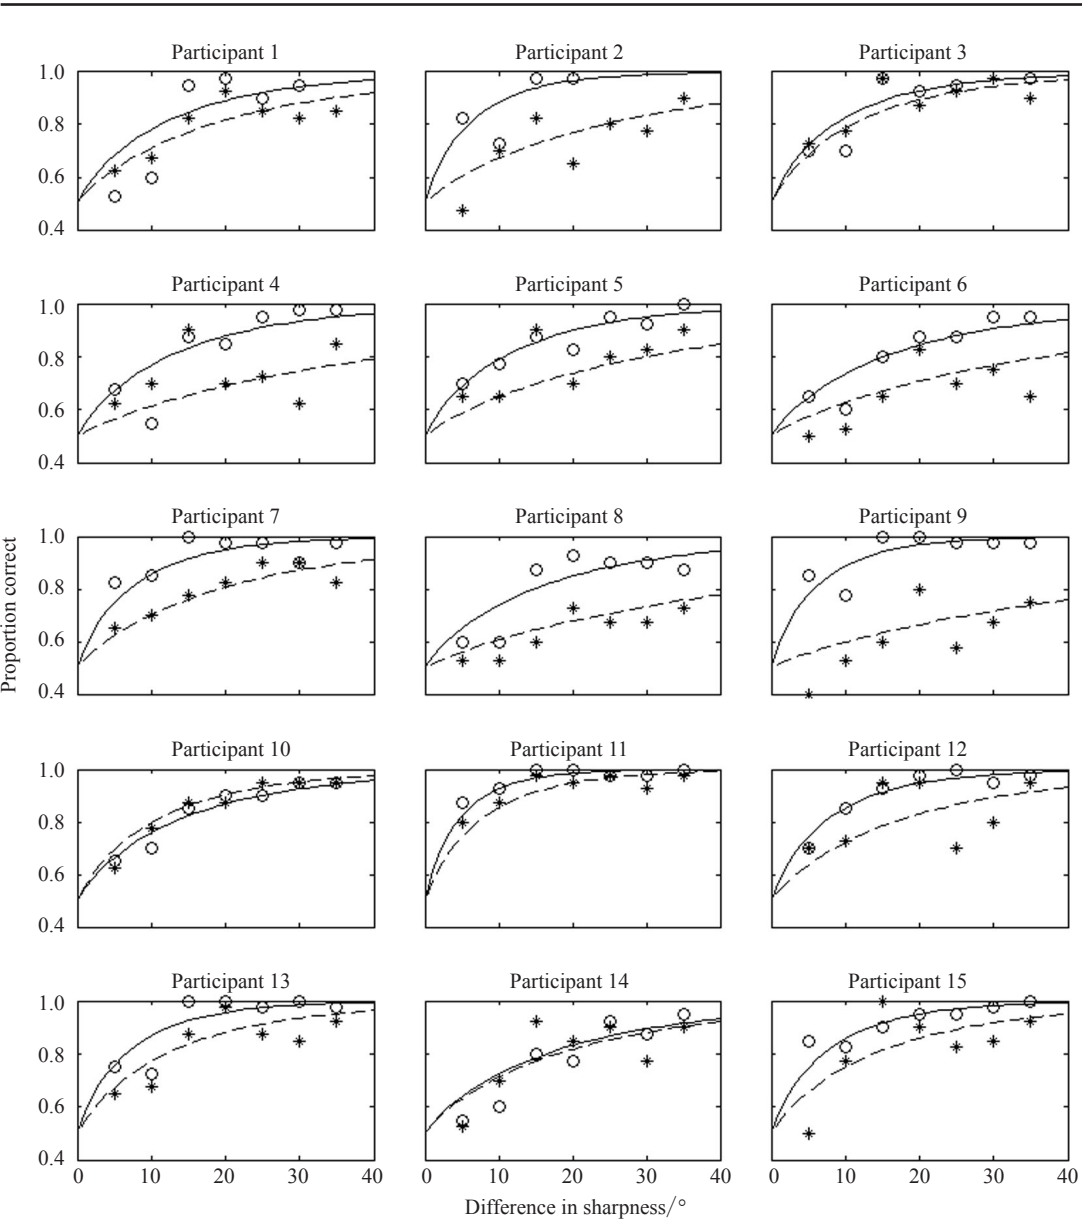 Participant 1 Participant 2 Participant 3
1.0
0.8
0.6
0.4
Participant 4 Participant 5 Participant 6
1.0
0.8
0.6
0.4
Participant 7 Participant 8 Participant 9
1.0
0.8
0.6
0.4
Proportion correct
Participant 10 Participant 11 Participant 12
1.0
0.8
0.6
0.4
Participant 13 Participant 14 Participant 15
1.0
0.8
0.6
0.4
0 10 20 30 40 0 10 20 30 40 0 10 20 30 40
Difference in sharpness/°